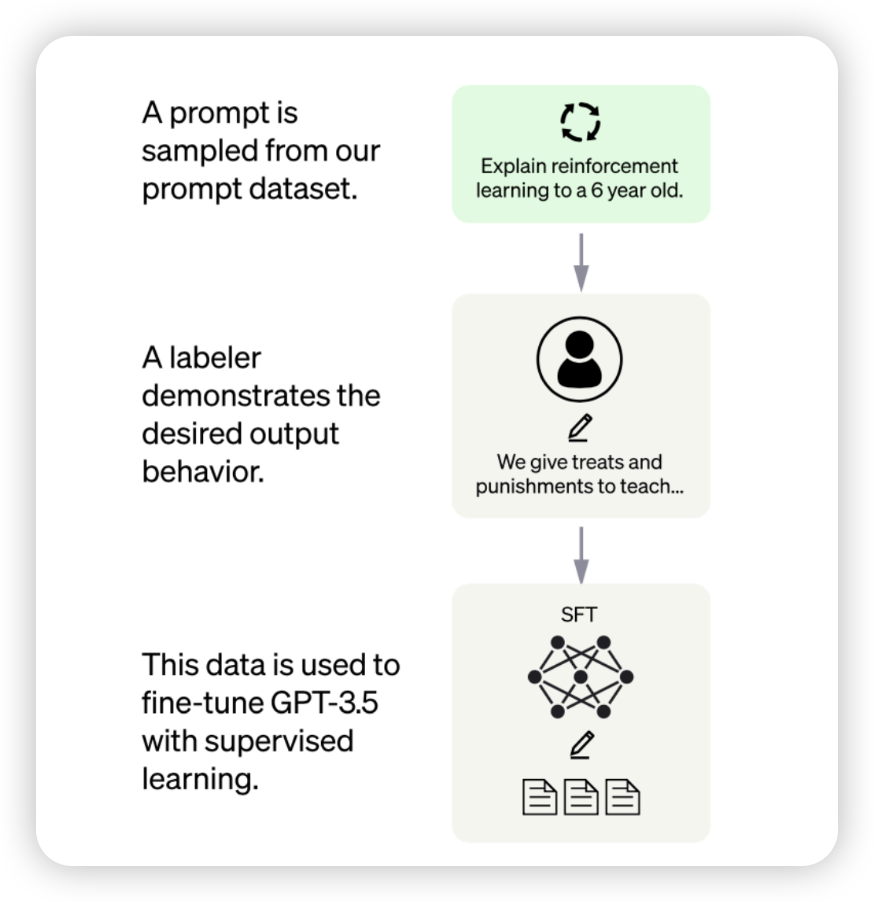 A prompt is
sampled from our
prompt dataset.
Explain reinforcement
learning to a 6 year old.
A labeler
demonstrates the
desired output
behavior.
We give treats and
punishments to teach...
SFT
This data is used to
fine-tune GPT-3.5
with supervised
learning.